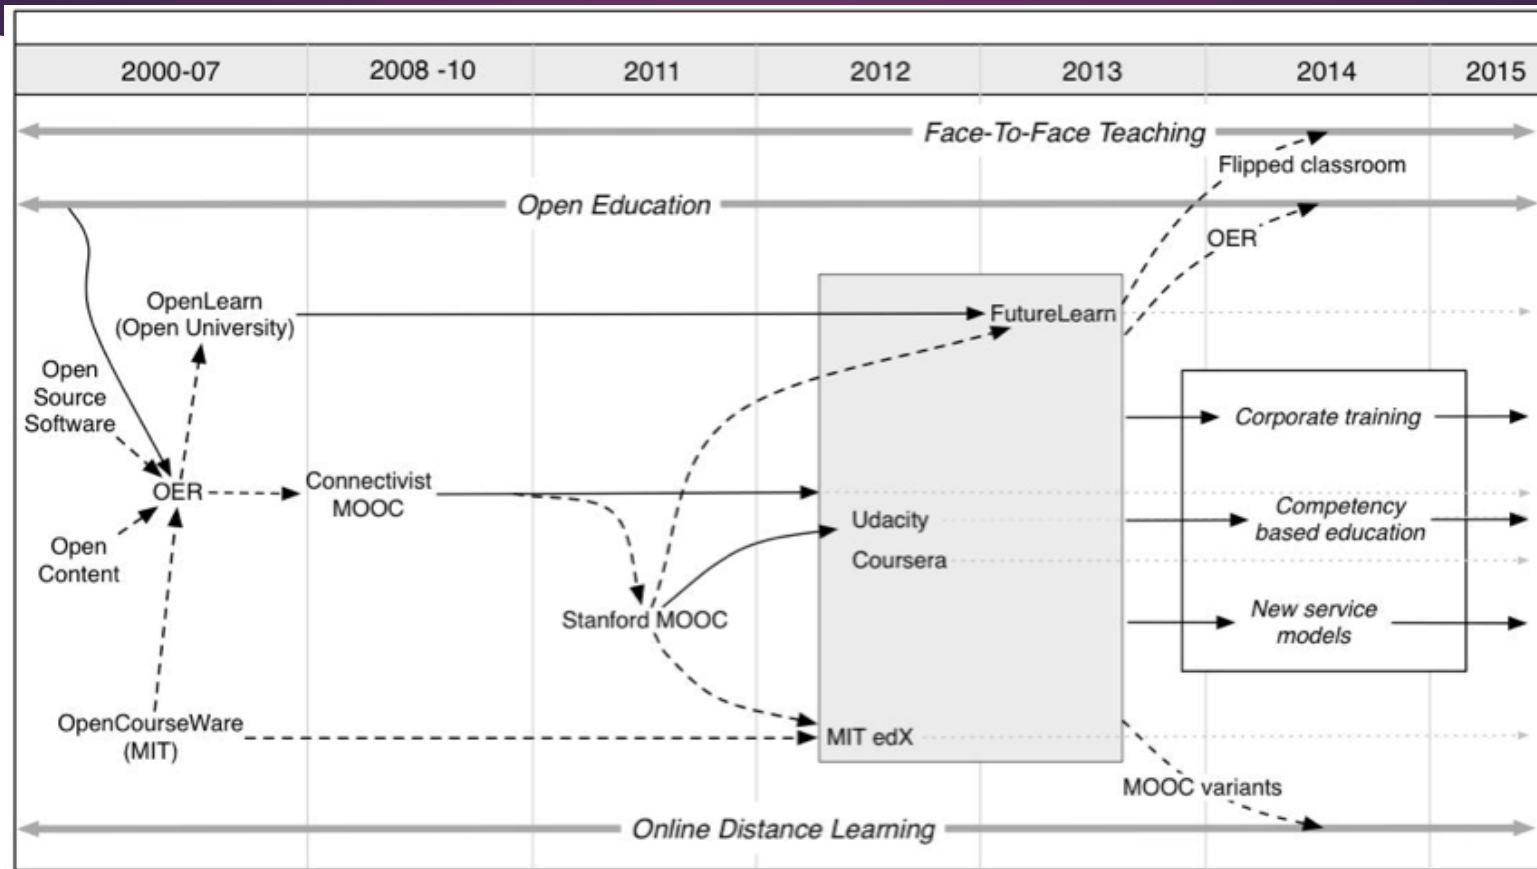 2000-07
2008 -10
2011
2012
2013
2014
2015
Face-To-Face Teaching
Flipped classroom
Open Education
OER
OpenLearn
(Open University)
FutureLearn
Open
Source
Software
Corporate training
OER
Connectivist
MOOC
Udacity
Competency
based education
Open
Content
Coursera
Stanford MOOC
New service
models
OpenCourseWare
(MIT)
MIT edX
MOOC variants
Online Distance Learning